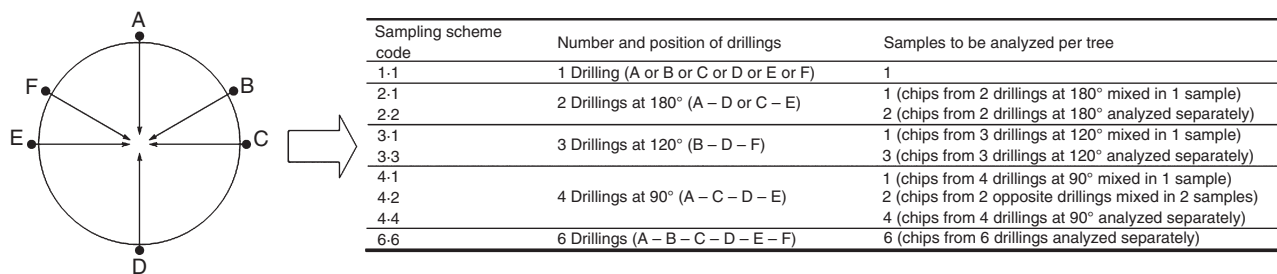 A
F
B
E
C
D
Sampling scheme code Number and position of drillings Samples to be analyzed per tree
1·1 1 Drilling (A or B or C or D or E or F) 1
2·1 2 Drillings at 180° (A – D or C – E) 1 (chips from 2 drillings at 180° mixed in 1 sample)
2·2 2 (chips from 2 drillings at 180° analyzed separately)
3·1 3 Drillings at 120° (B – D – F) 1 (chips from 3 drillings at 120° mixed in 1 sample)
3·3 3 (chips from 3 drillings at 120° analyzed separately)
4·1 1 (chips from 4 drillings at 90° mixed in 1 sample)
4·2 4 Drillings at 90° (A – C – D – E) 2 (chips from 2 opposite drillings mixed in 2 samples)
4·4 4 (chips from 4 drillings at 90° analyzed separately)
6·6 6 Drillings (A – B – C – D – E – F) 6 (chips from 6 drillings analyzed separately)